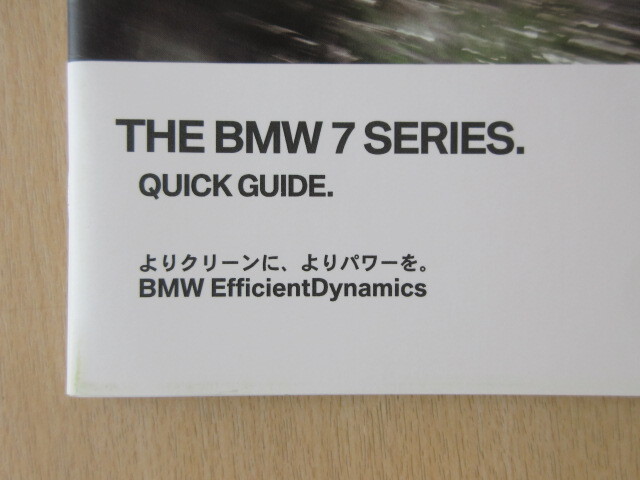 THE BMW 7 SERIES.
QUICK GUIDE.
よりクリーンに、よりパワーを。
BMW EfficientDynamics